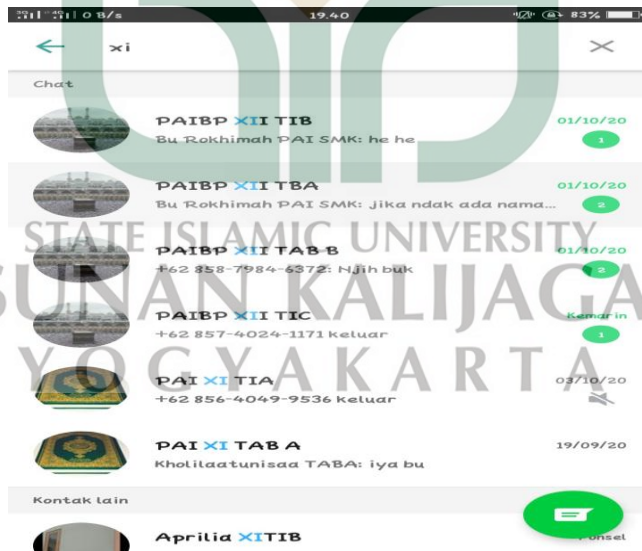 0 B/s 19.40 83%
xi
Chat
PAIBP XII TIB 01/10/20
Bu Rokhimah PAI SMK: he he 1
PAIBP XII TBA 01/10/20
Bu Rokhimah PAI SMK: jika ndak ada nama... 2
STATE ISLAMIC UNIVERSITY
PAIBP XII TAB B 01/10/20
+62 858-7984-6372: Njih buk 2
SUNAN KALIJAGA
PAIBP XII TIC Kemarin
+62 857-4024-1171 keluar 1
YOGYAKARTA
PAI XI TIA 03/10/20
+62 856-4049-9536 keluar
PAI XI TAB A 19/09/20
Kholilaatunisaa TABA: iya bu
Kontak lain
Aprilia XITIB